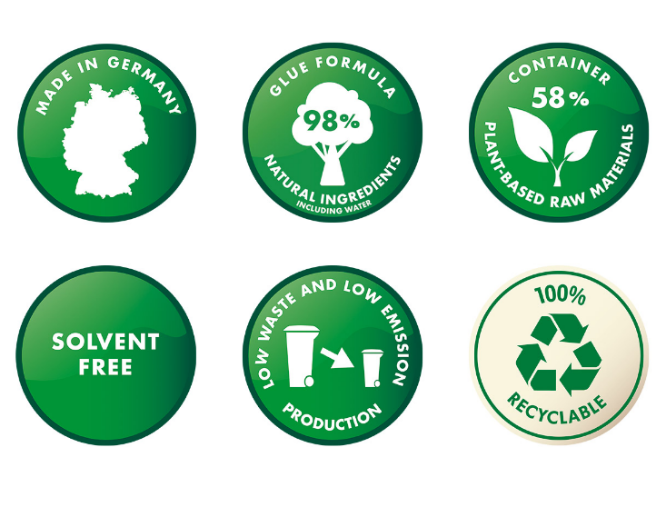 MADE IN GERMANY
GLUE FORMULA
98%
NATURAL INGREDIENTS
INCLUDING WATER
CONTAINER
58%
PLANT-BASED RAW MATERIALS
SOLVENT
FREE
LOW WASTE AND LOW EMISSION
PRODUCTION
100%
RECYCLABLE